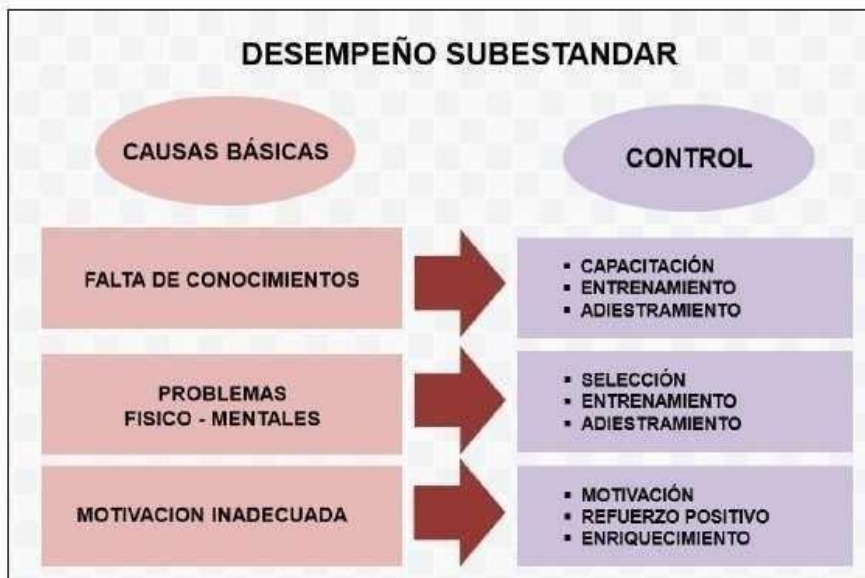 DESEMPEÑO SUBESTANDAR
CAUSAS BÁSICAS
CONTROL
FALTA DE CONOCIMIENTOS
▪ CAPACITACIÓN
▪ ENTRENAMIENTO
▪ ADIESTRAMIENTO
PROBLEMAS
FISICO - MENTALES
▪ SELECCIÓN
▪ ENTRENAMIENTO
▪ ADIESTRAMIENTO
MOTIVACION INADECUADA
▪ MOTIVACIÓN
▪ REFUERZO POSITIVO
▪ ENRIQUECIMIENTO